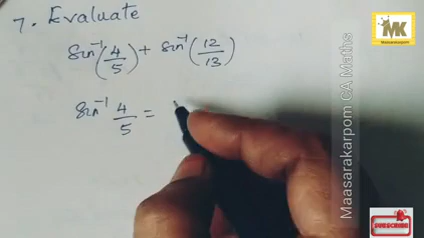 7. Evaluate
sin⁻¹(4/5) + sin⁻¹(12/13)
sin⁻¹ 4/5 =
MK
Maasarakarpom
Maasarakarpom CA Maths
SUBSCRIBE